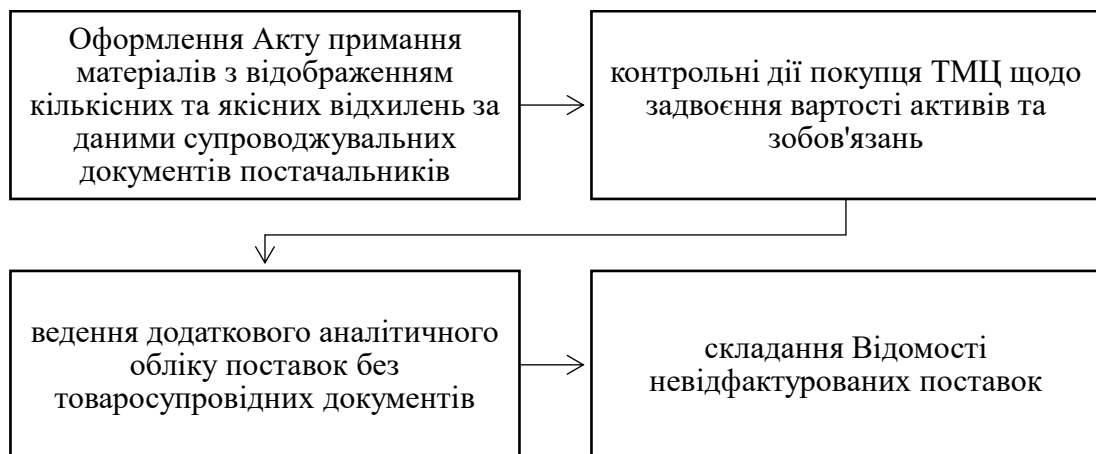 Оформлення Акту примання
матеріалів з відображенням
кількісних та якісних відхилень за
даними супроводжувальних
документів постачальників
контрольні дії покупця ТМЦ щодо
задвоєння вартості активів та
зобов'язань
ведення додаткового аналітичного
обліку поставок без
товаросупровідних документів
складання Відомості
невідфактурованих поставок